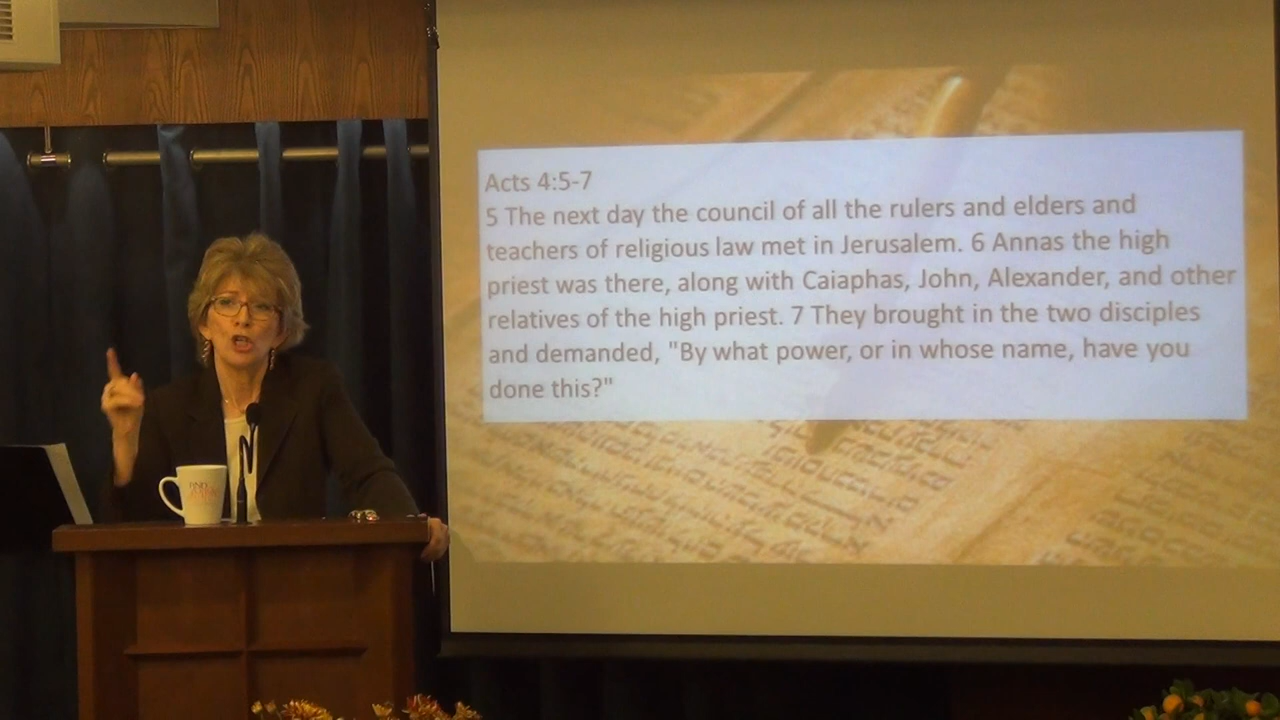 Acts 4:5-7
5 The next day the council of all the rulers and elders and
teachers of religious law met in Jerusalem. 6 Annas the high
priest was there, along with Caiaphas, John, Alexander, and other
relatives of the high priest. 7 They brought in the two disciples
and demanded, "By what power, or in whose name, have you
done this?"